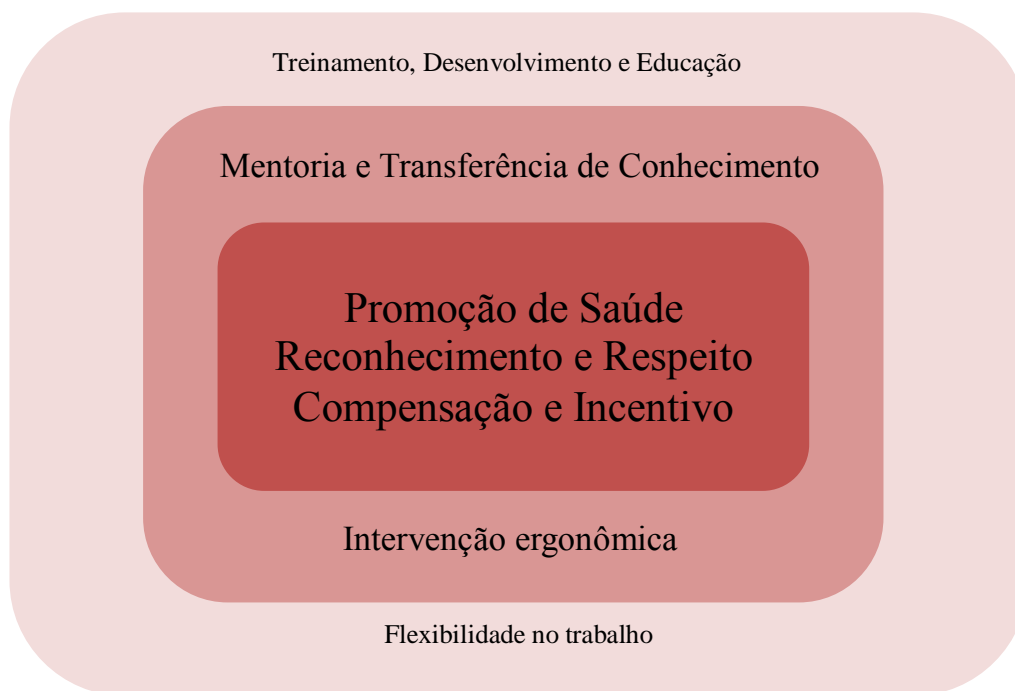 Treinamento, Desenvolvimento e Educação
Mentoria e Transferência de Conhecimento
Promoção de Saúde
Reconhecimento e Respeito
Compensação e Incentivo
Intervenção ergonômica
Flexibilidade no trabalho